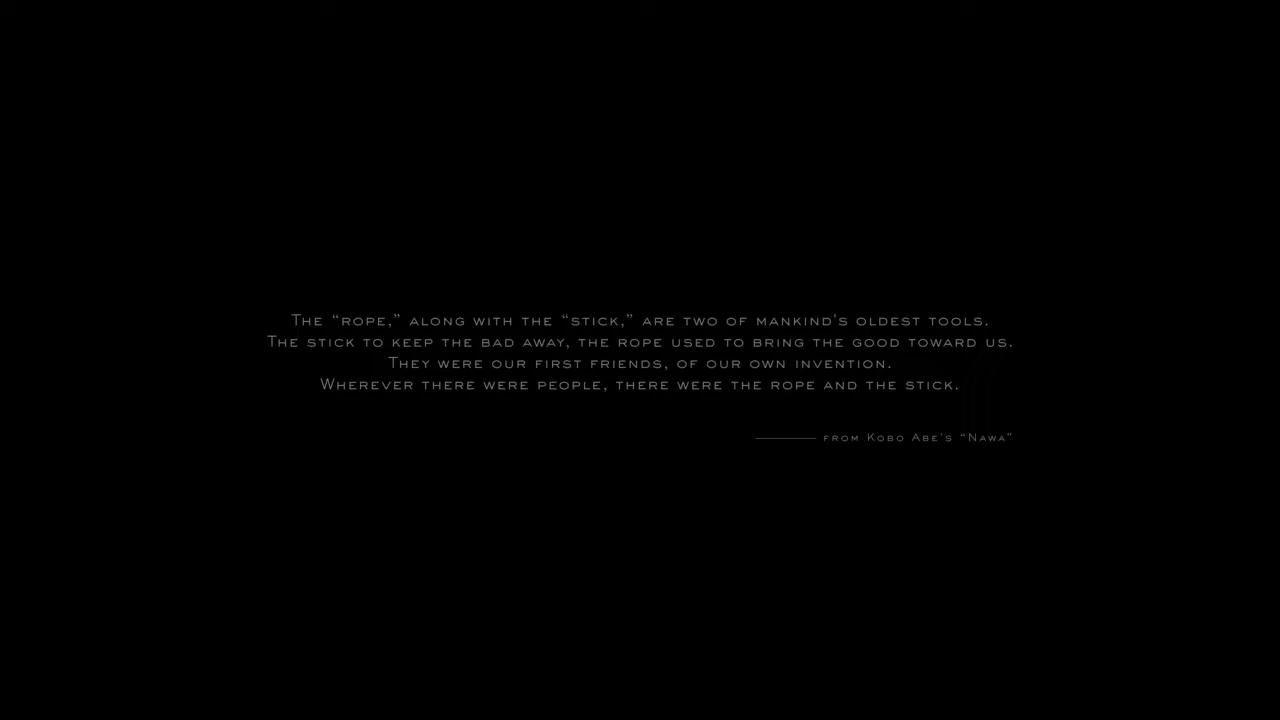 The “rope,” along with the “stick,” are two of mankind's oldest tools.
The stick to keep the bad away, the rope used to bring the good toward us.
They were our first friends, of our own invention.
Wherever there were people, there were the rope and the stick.
from Kobo Abe's “Nawa”